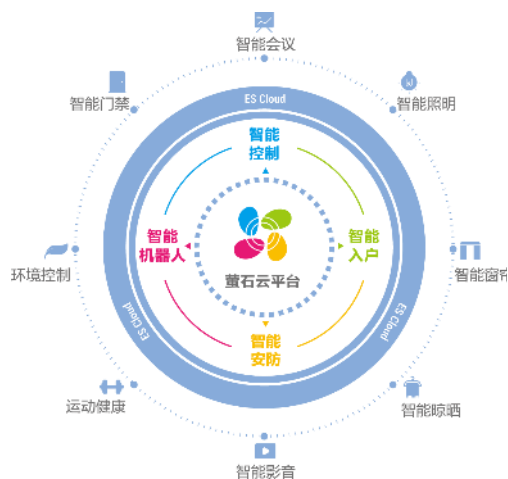 智能会议
智能门禁
智能照明
ES Cloud
智能
控制
智能
机器人
智能
入户
萤石云平台
环境控制
智能窗帘
ES Cloud
ES Cloud
智能
安防
运动健康
智能晾晒
智能影音